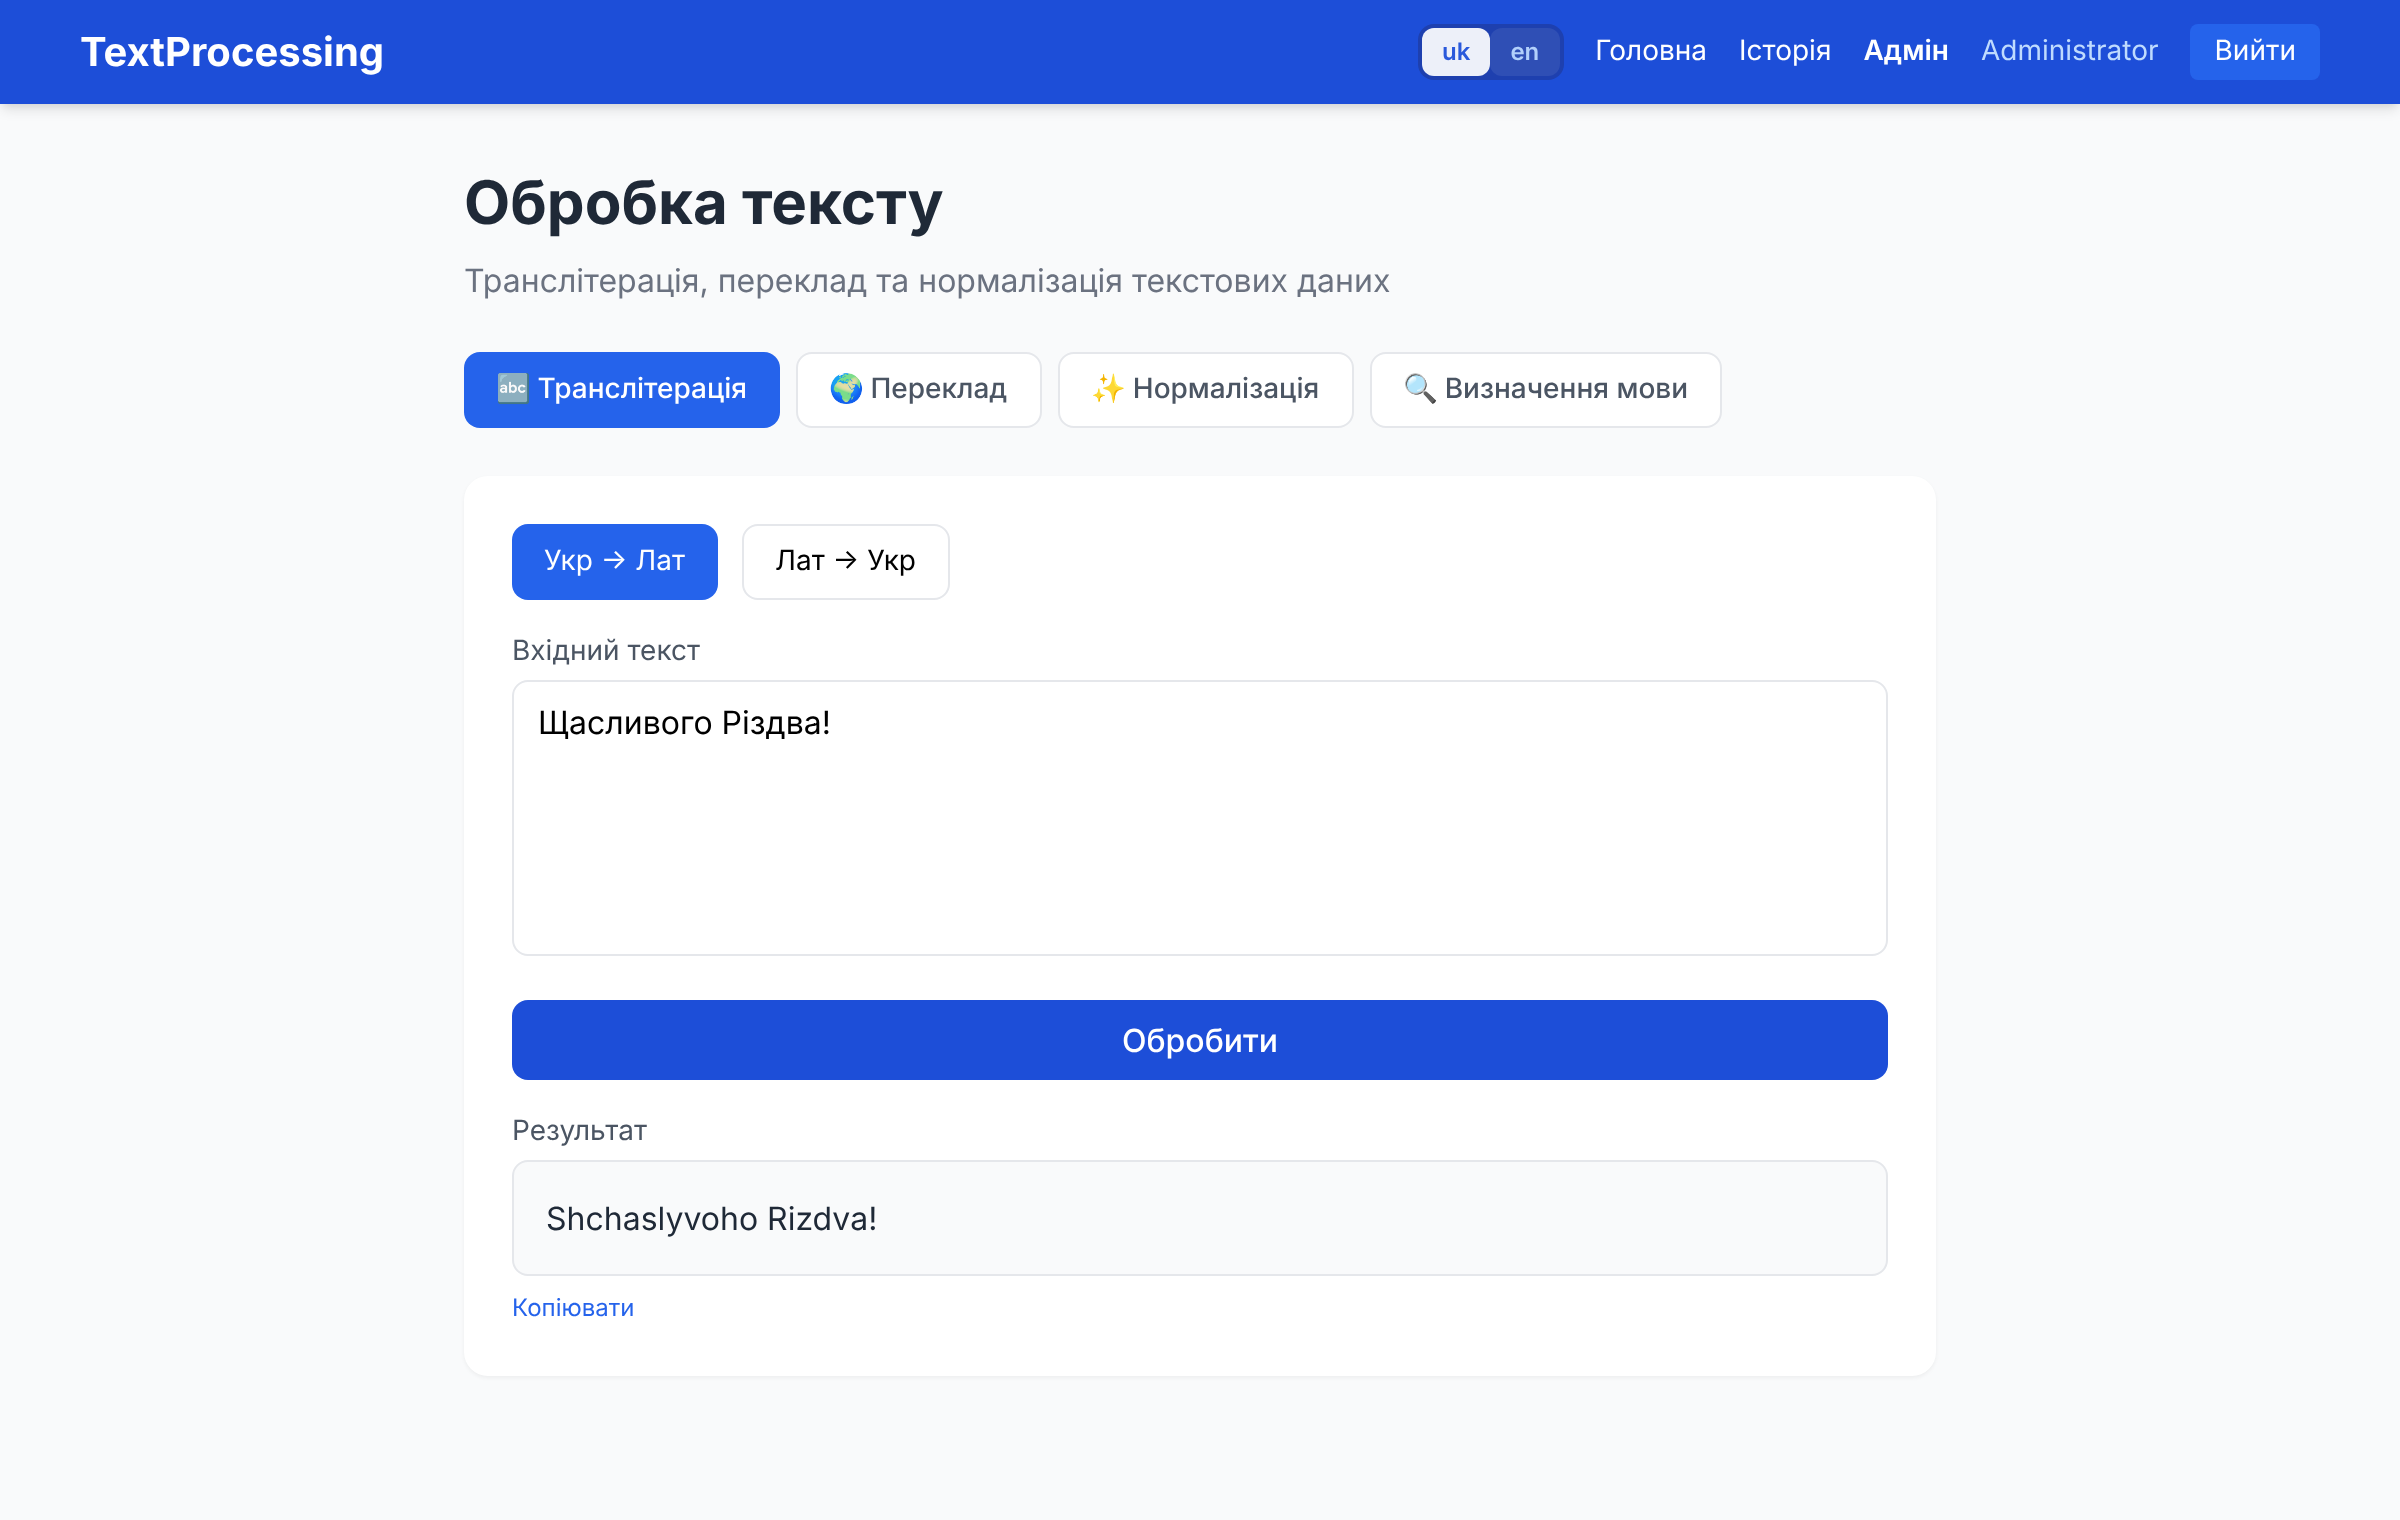 TextProcessing
uk en Головна Історія Адмін Administrator Вийти
Обробка тексту
Транслітерація, переклад та нормалізація текстових даних
abc Транслітерація 🌍 Переклад ✨ Нормалізація 🔍 Визначення мови
Укр → Лат Лат → Укр
Вхідний текст
Щасливого Різдва!
Обробити
Результат
Shchaslyvoho Rizdva!
Копіювати